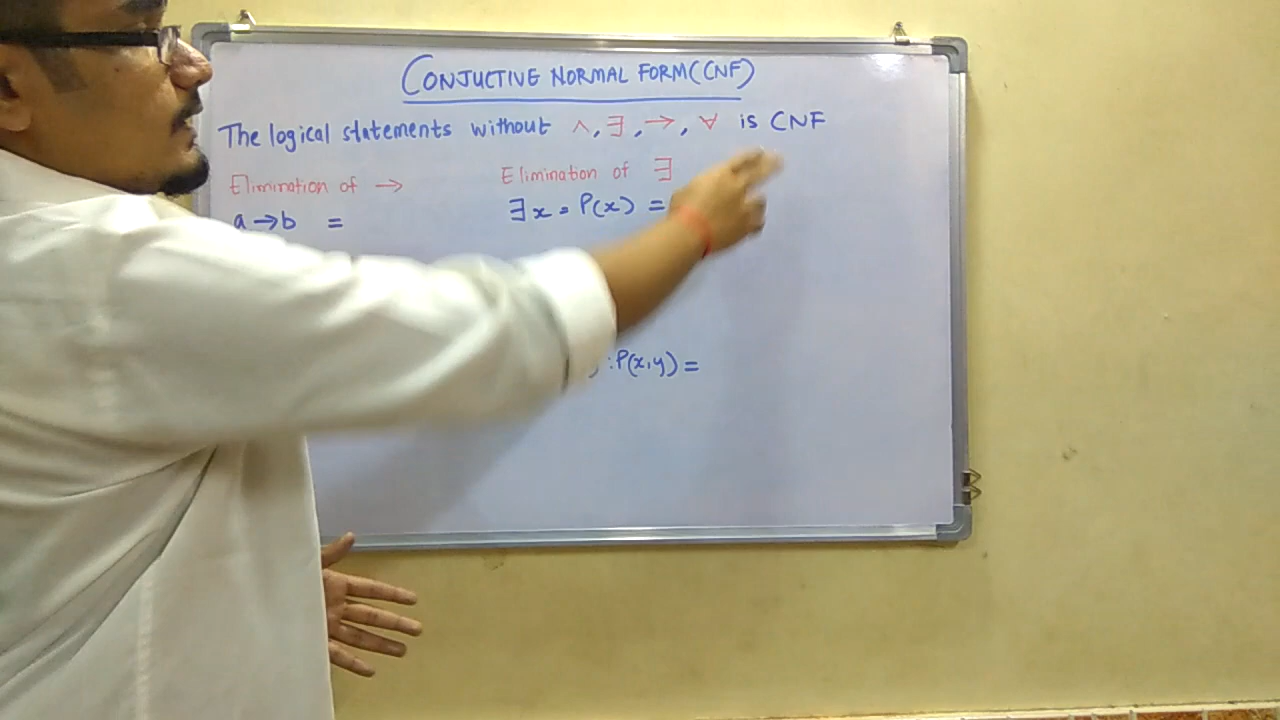 CONJUCTIVE NORMAL FORM(CNF)
The logical statements without ∧, ∃, →, ∀ is CNF
Elimination of →
Elimination of ∃
a → b =
∃x = P(x) =
) : P(x,y) =